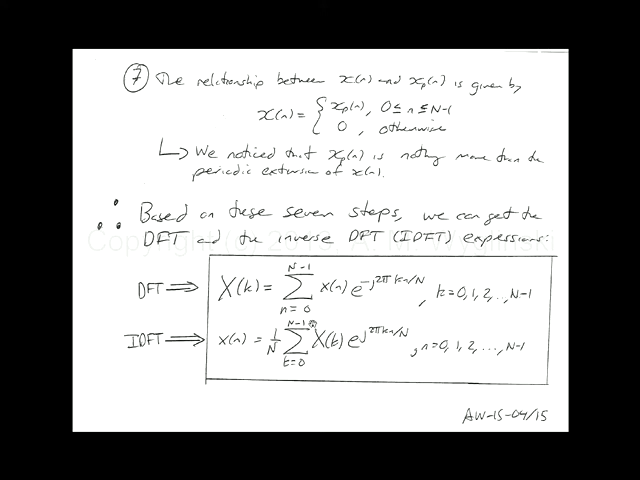 ⑦ The relationship between x(n) and xp(n) is given by
x(n) = { xp(n), 0 ≤ n ≤ N-1
0, otherwise
↳ We noticed that xp(n) is nothing more than the
periodic extension of x(n).
∴ Based on these seven steps, we can get the
DFT and the inverse DFT (IDFT) expressions:
DFT ⟹ X(k) = Σ_{n=0}^{N-1} x(n) e^{-j2πkn/N}, k=0,1,2,..,N-1
IDFT ⟹ x(n) = 1/N Σ_{k=0}^{N-1} X(k) e^{j2πkn/N}, n=0,1,2,...,N-1
AW-15-04/15